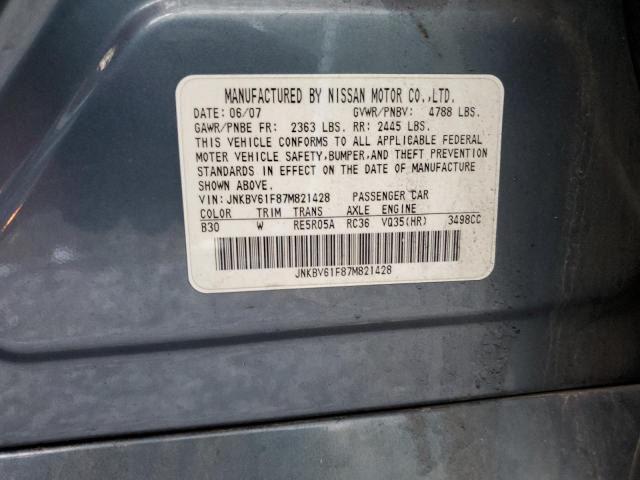 MANUFACTURED BY NISSAN MOTOR CO.,LTD.
DATE: 06/07 GVWR/PNBV: 4788 LBS.
GAWR/PNBE FR: 2363 LBS. RR: 2445 LBS.
THIS VEHICLE CONFORMS TO ALL APPLICABLE FEDERAL
MOTER VEHICLE SAFETY,BUMPER,AND THEFT PREVENTION
STANDARDS IN EFFECT ON THE DATE OF MANUFACTURE
SHOWN ABOVE.
VIN: JNKBV61F87M821428 PASSENGER CAR
COLOR TRIM TRANS AXLE ENGINE
B30 W RE5R05A RC36 VQ35(HR) 3498CC
JNKBV61F87M821428